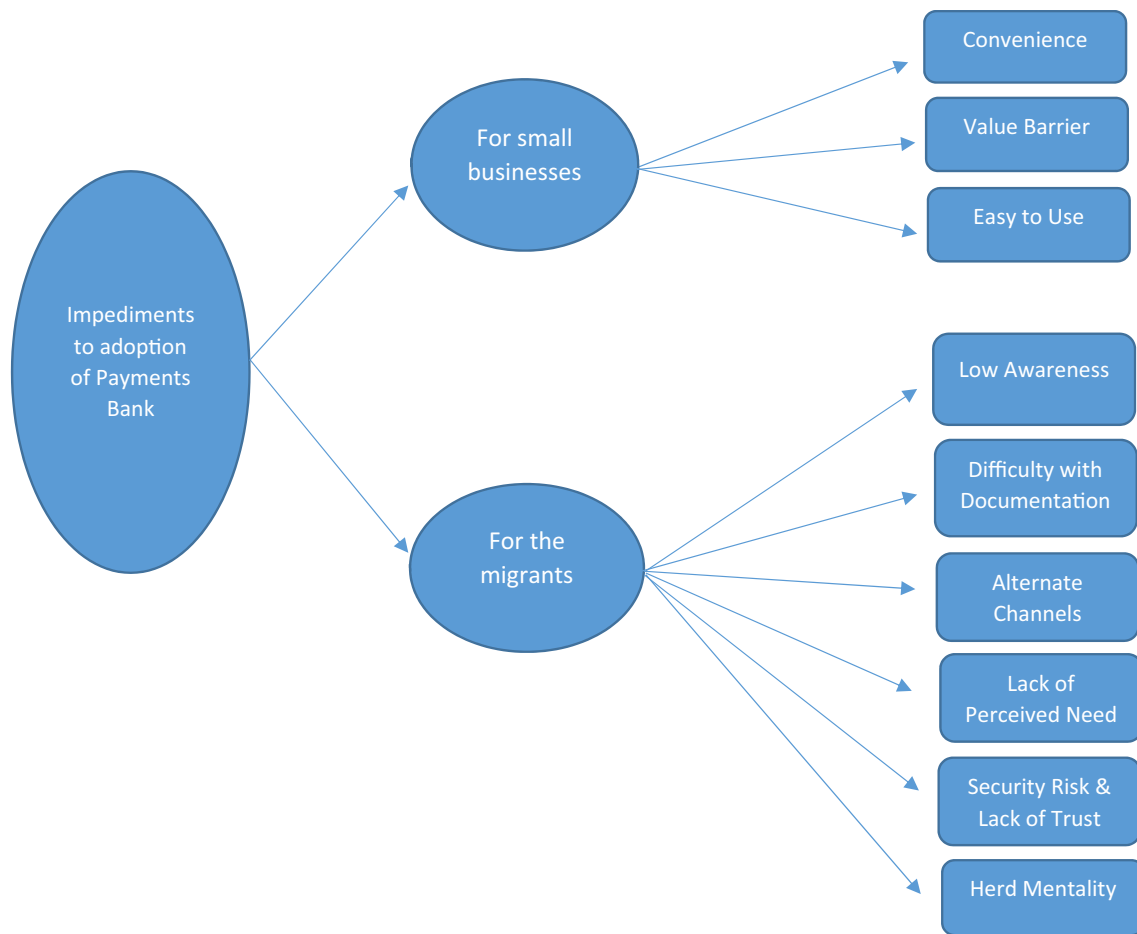 Impediments
to adoption
of Payments
Bank
For small
businesses
Convenience
Value Barrier
Easy to Use
For the
migrants
Low Awareness
Difficulty with
Documentation
Alternate
Channels
Lack of
Perceived Need
Security Risk &
Lack of Trust
Herd Mentality